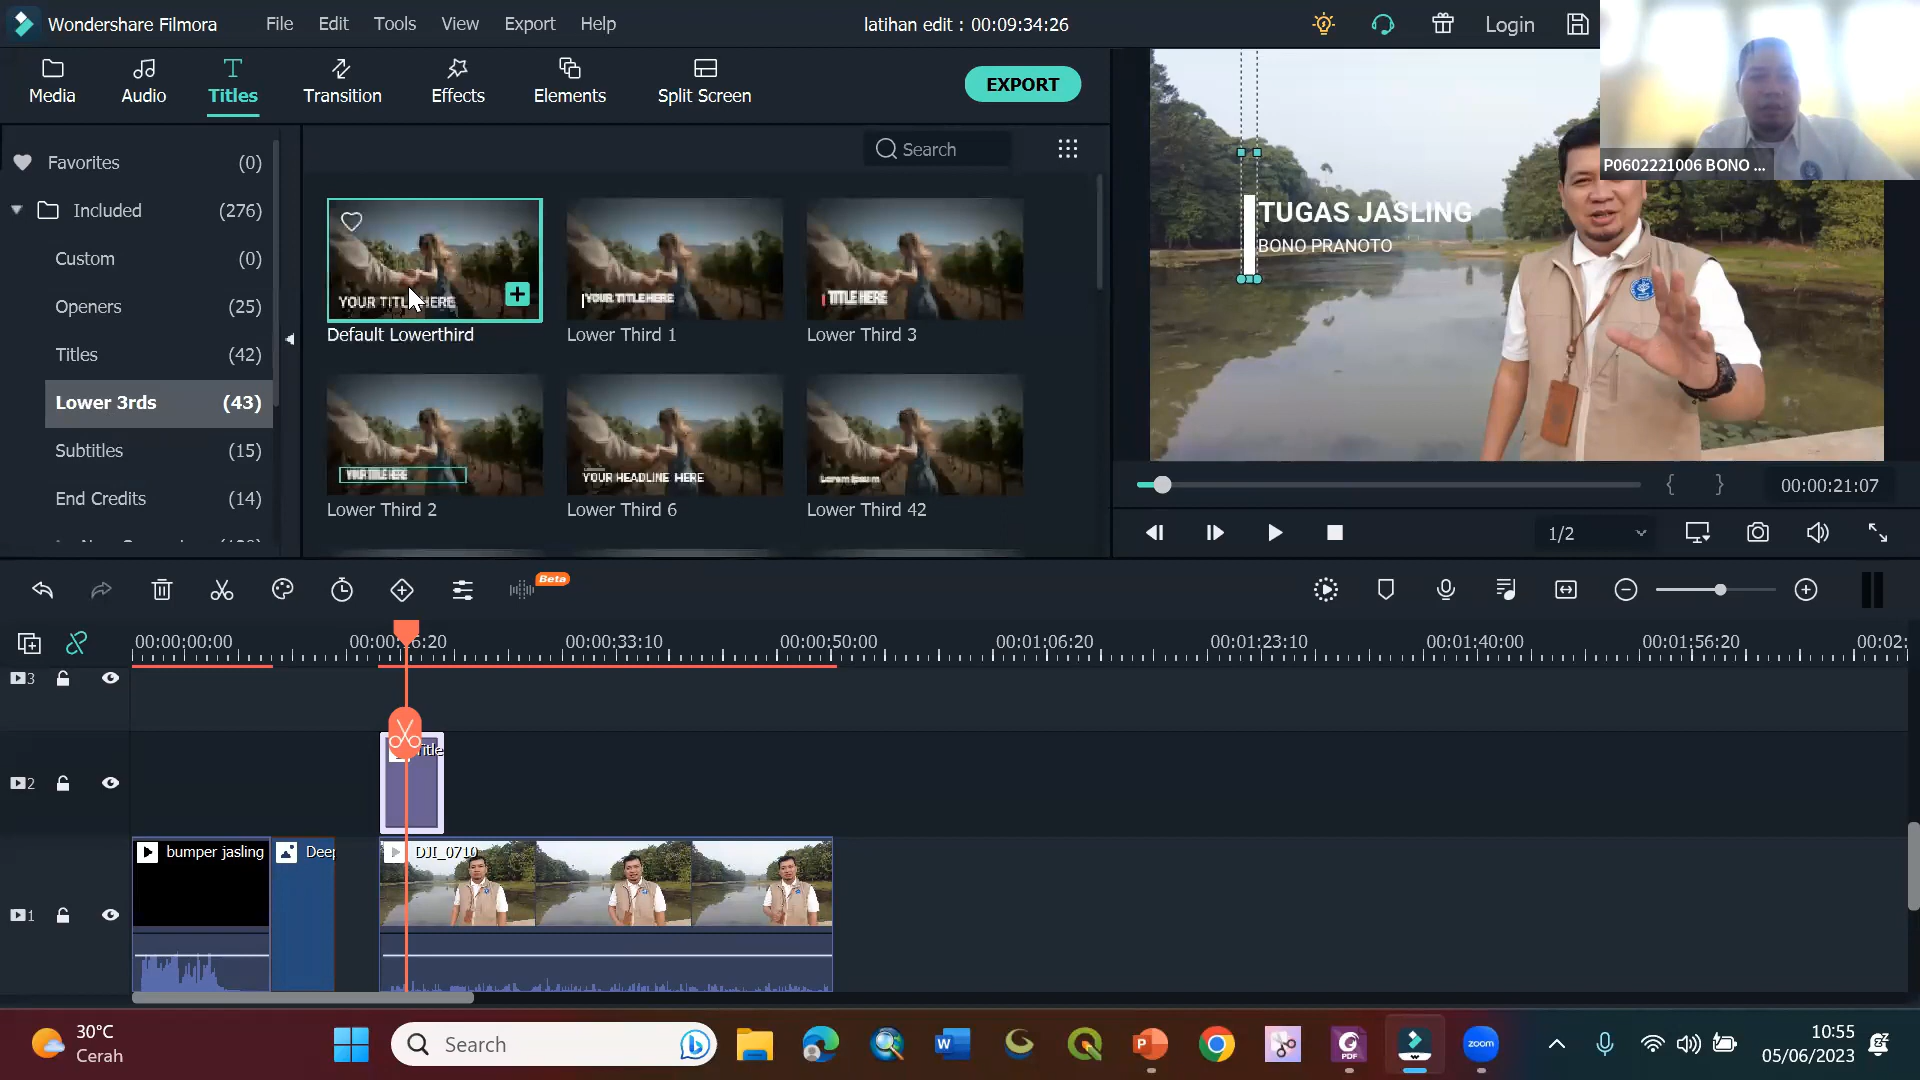 Wondershare Filmora
File
Edit
Tools
View
Export
Help
latihan edit : 00:09:34:26
Login
Media
Audio
Titles
Transition
Effects
Elements
Split Screen
EXPORT
P0602221006 BONO ...
Favorites (0)
Included (276)
Custom (0)
Openers (25)
Titles (42)
Lower 3rds (43)
Subtitles (15)
End Credits (14)
Search
YOUR TITLE HERE
Default Lowerthird
YOUR TITLE HERE
Lower Third 1
TITLE HERE
Lower Third 3
YOUR TITLE HERE
Lower Third 2
YOUR HEADLINE HERE
Lower Third 6
Lorem ipsum
Lower Third 42
TUGAS JASLING
BONO PRANOTO
{ }
00:00:21:07
1/2
Beta
00:00:00:00
00:00:33:10
00:00:50:00
00:01:06:20
00:01:23:10
00:01:40:00
00:01:56:20
00:02:
3
2
1
bumper jasling
DJI_0710
30°C
Cerah
Search
W
P
PDF
zoom
10:55
05/06/2023